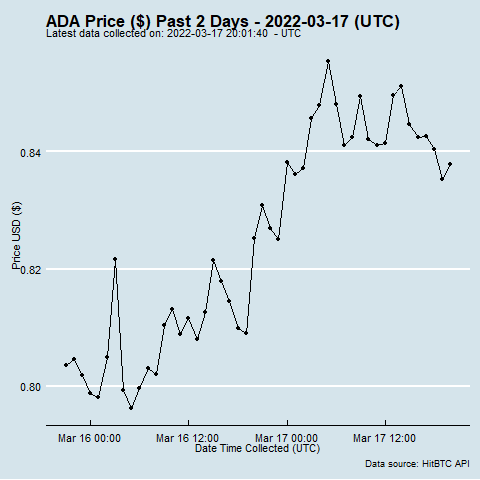 ADA Price ($) Past 2 Days - 2022-03-17 (UTC)
Latest data collected on: 2022-03-17 20:01:40 - UTC
Price USD ($)
0.84
0.82
0.80
Mar 16 00:00 Mar 16 12:00 Mar 17 00:00 Mar 17 12:00
Date Time Collected (UTC)
Data source: HitBTC API